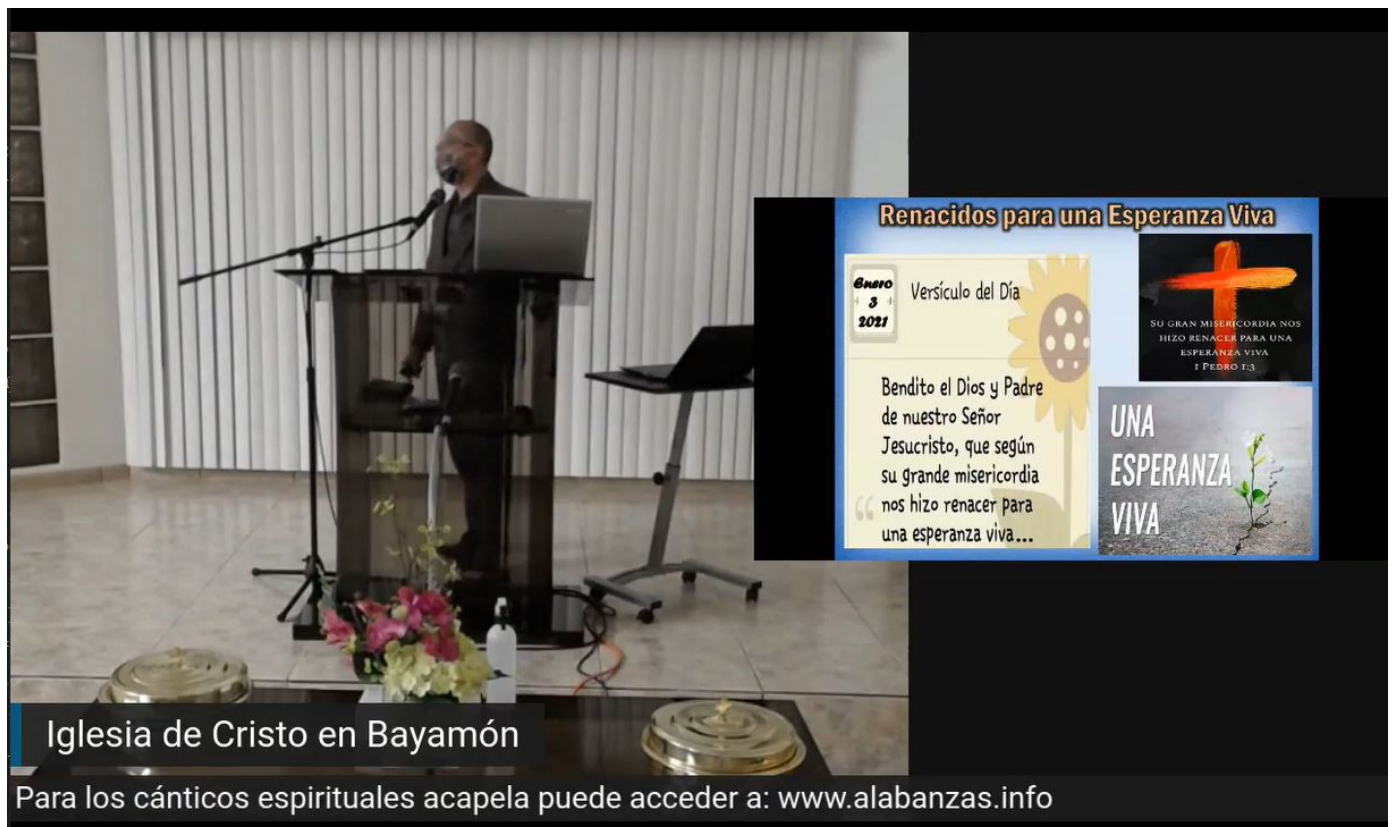 Renacidos para una Esperanza Viva
Enero
3
2021
Versículo del Día
Bendito el Dios y Padre
de nuestro Señor
Jesucristo, que según
su grande misericordia
nos hizo renacer para
una esperanza viva...
SU GRAN MISERICORDIA NOS
HIZO RENACER PARA UNA
ESPERANZA VIVA
1 PEDRO 1:3
UNA
ESPERANZA
VIVA
Iglesia de Cristo en Bayamón
Para los cánticos espirituales acapela puede acceder a: www.alabanzas.info